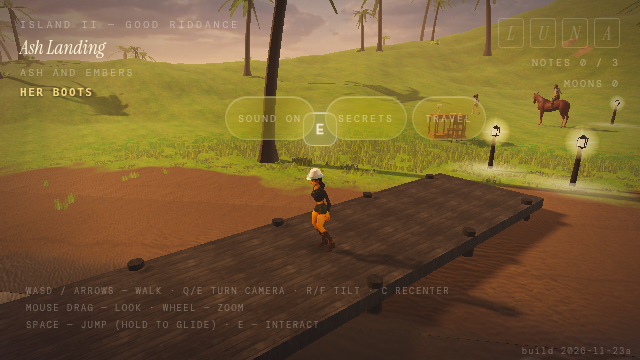 ISLAND II — GOOD RIDDANCE
Ash Landing
ASH AND EMBERS
HER BOOTS
LUNA
NOTES 0 / 3
MOONS 0
SOUND ON
E
SECRETS
TRAVEL
WASD / ARROWS — WALK · Q/E TURN CAMERA · R/F TILT · C RECENTER
MOUSE DRAG — LOOK · WHEEL — ZOOM
SPACE — JUMP (HOLD TO GLIDE) · E — INTERACT
build 2026-11-23a